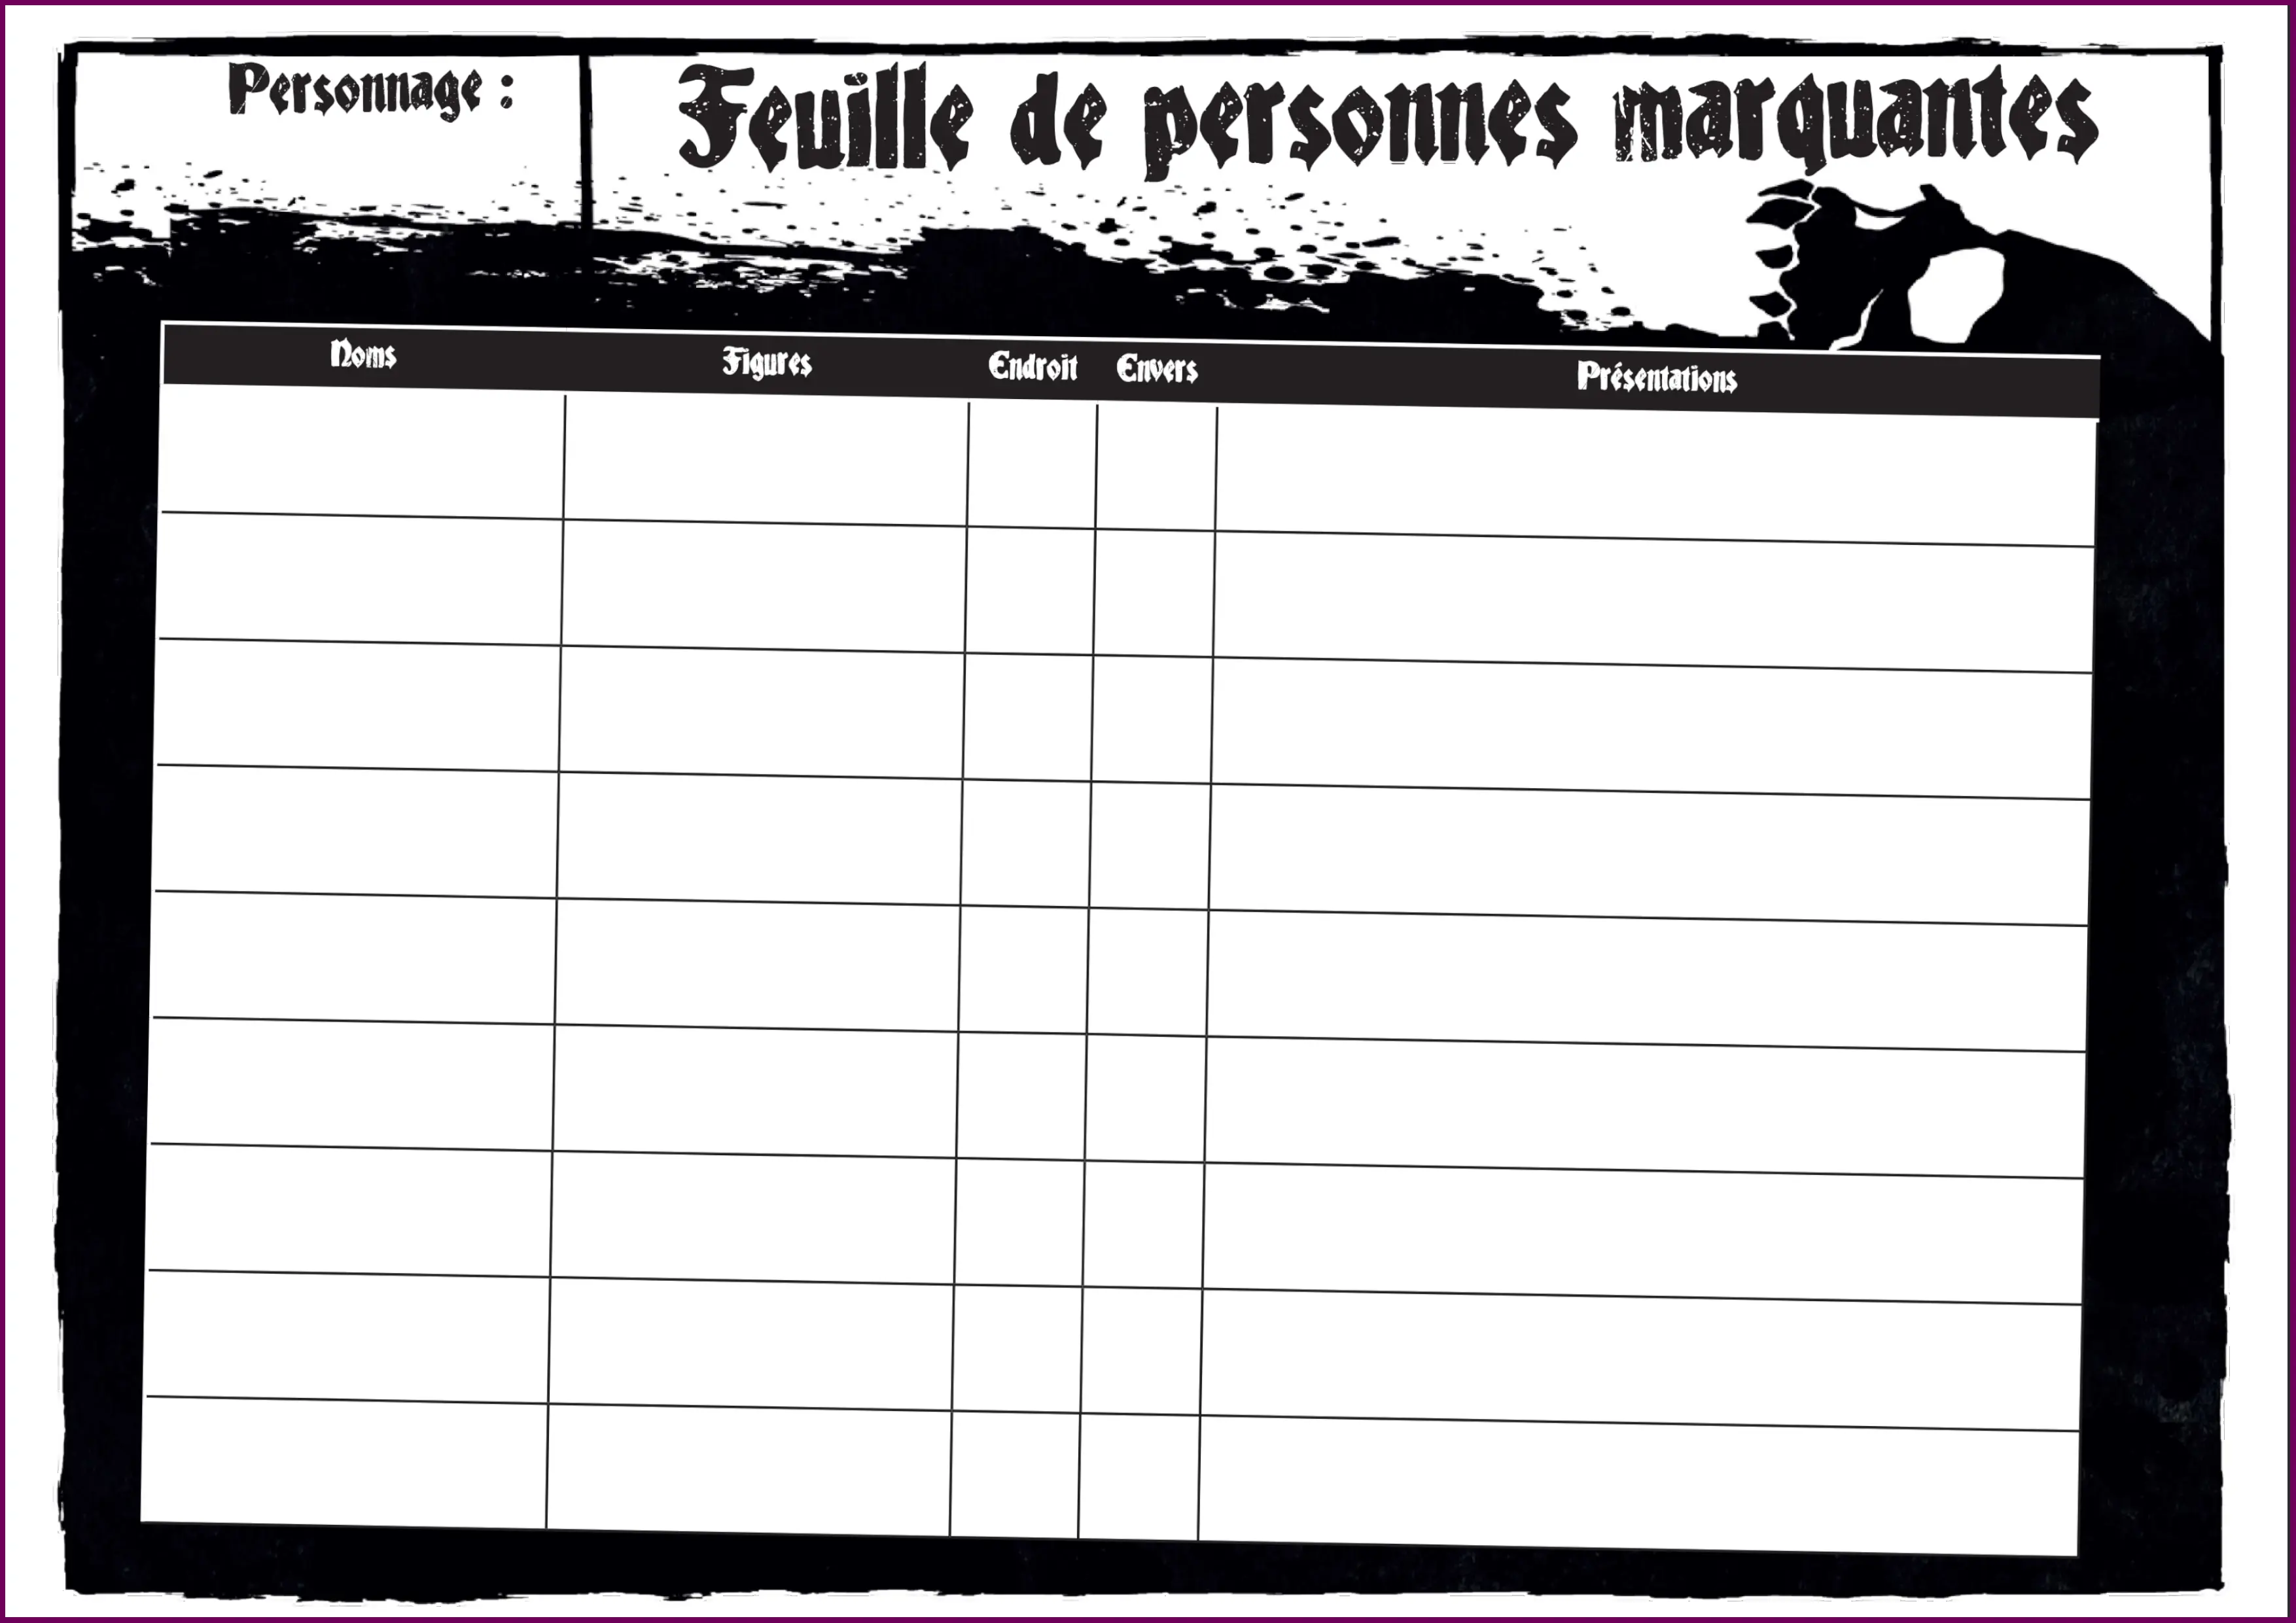 Personnage :
Feuille de personnes marquantes
Noms Figures Endroit Envers Présentations